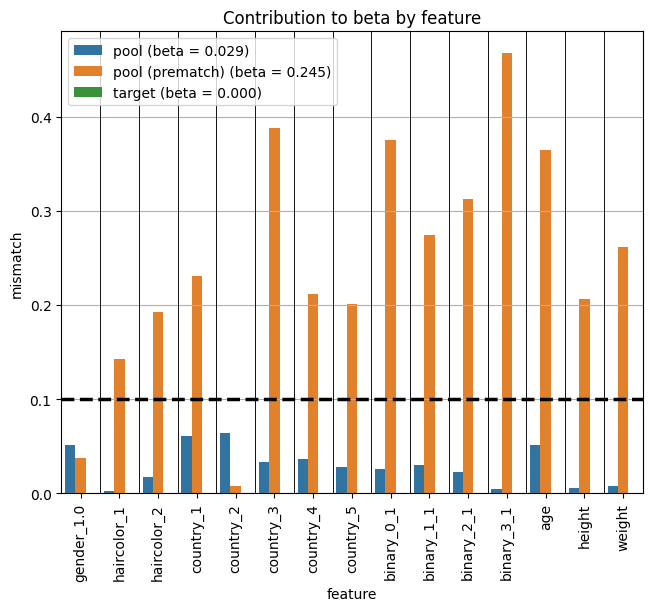 Contribution to beta by feature
pool (beta = 0.029)
pool (prematch) (beta = 0.245)
target (beta = 0.000)
mismatch
0.4
0.3
0.2
0.1
0.0
gender_1.0
haircolor_1
haircolor_2
country_1
country_2
country_3
country_4
country_5
binary_0_1
binary_1_1
binary_2_1
binary_3_1
age
height
weight
feature